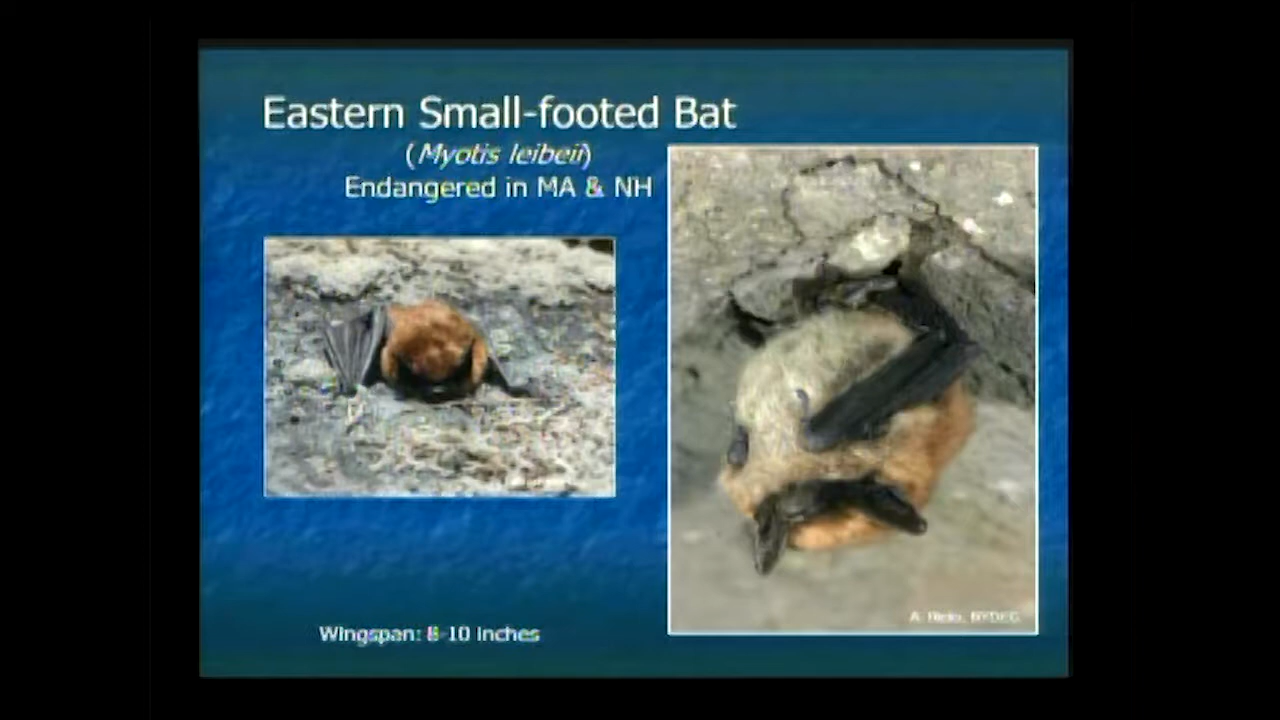 Eastern Small-footed Bat
(Myotis leibeii)
Endangered in MA & NH
Wingspan: 8-10 inches
A.